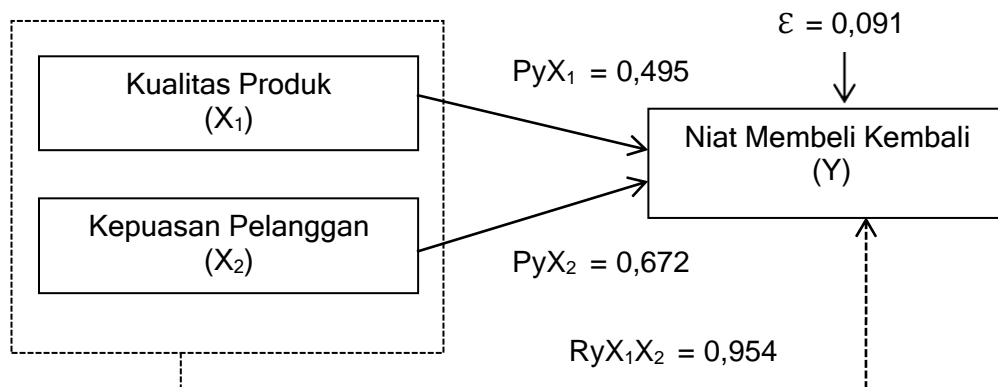 Ɛ = 0,091
PyX₁ = 0,495
Kualitas Produk
(X₁)
Niat Membeli Kembali
(Y)
Kepuasan Pelanggan
(X₂)
PyX₂ = 0,672
RyX₁X₂ = 0,954